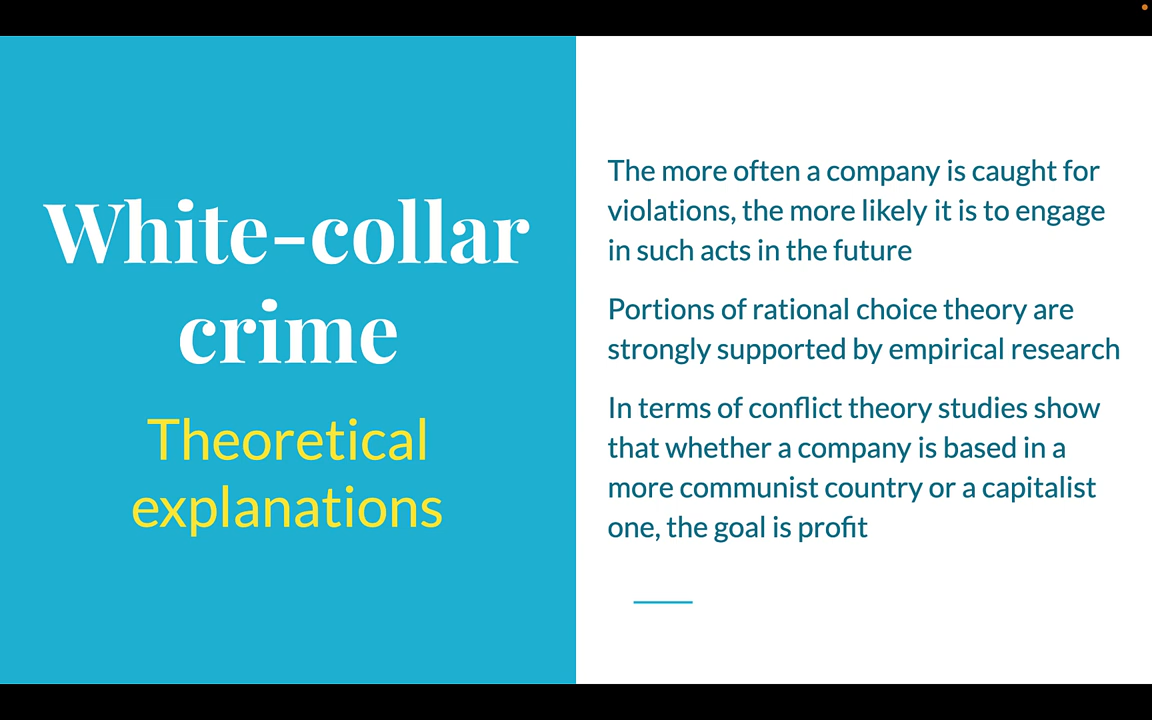 White-collar
crime
Theoretical
explanations
The more often a company is caught for
violations, the more likely it is to engage
in such acts in the future
Portions of rational choice theory are
strongly supported by empirical research
In terms of conflict theory studies show
that whether a company is based in a
more communist country or a capitalist
one, the goal is profit